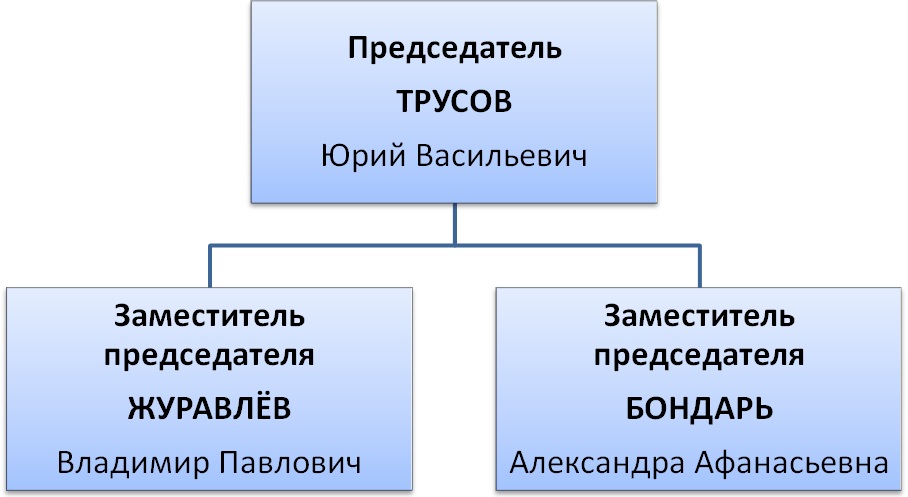 Председатель
ТРУСОВ
Юрий Васильевич
Заместитель
председателя
ЖУРАВЛЁВ
Владимир Павлович
Заместитель
председателя
БОНДАРЬ
Александра Афанасьевна